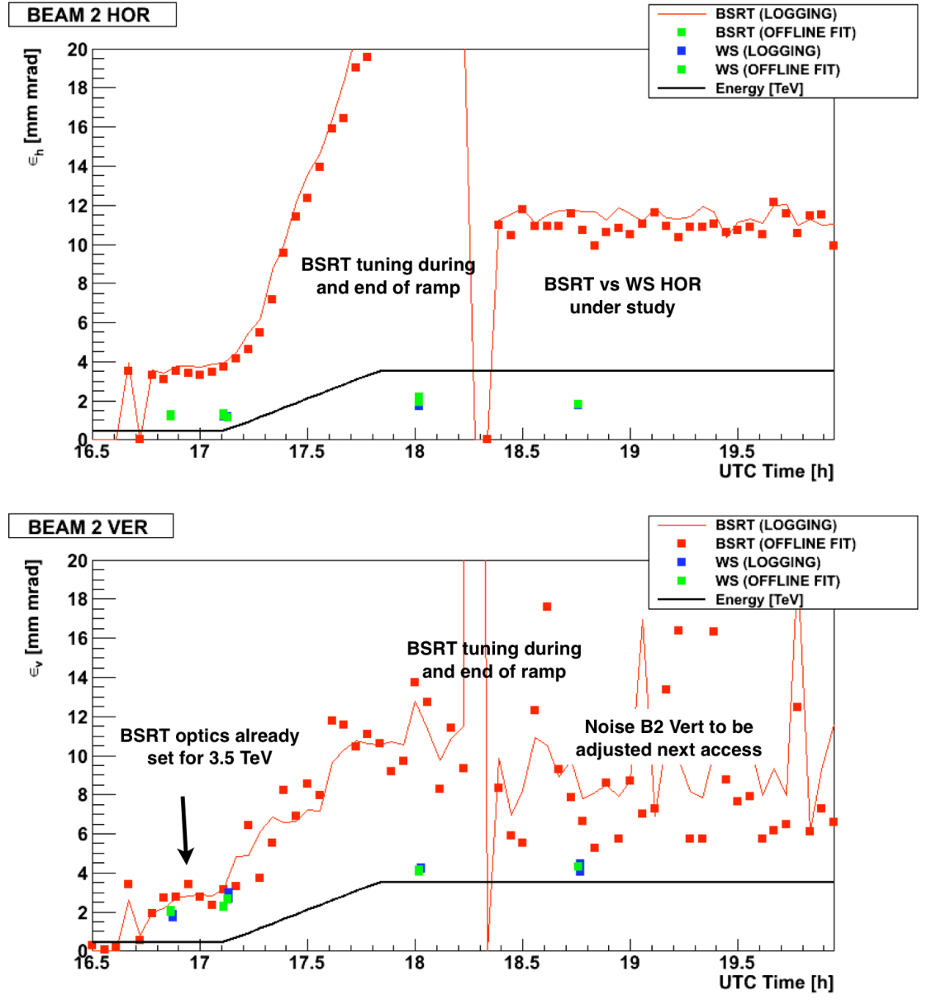 BEAM 2 HOR
BSRT (LOGGING)
BSRT (OFFLINE FIT)
WS (LOGGING)
WS (OFFLINE FIT)
Energy [TeV]
ϵh [mm mrad]
20
18
16
14
12
10
8
6
4
2
0
BSRT tuning during
and end of ramp
BSRT vs WS HOR
under study
16.5
17
17.5
18
18.5
19
19.5
UTC Time [h]
BEAM 2 VER
BSRT (LOGGING)
BSRT (OFFLINE FIT)
WS (LOGGING)
WS (OFFLINE FIT)
Energy [TeV]
ϵv [mm mrad]
20
18
16
14
12
10
8
6
4
2
0
BSRT tuning during
and end of ramp
BSRT optics already
set for 3.5 TeV
Noise B2 Vert to be
adjusted next access
16.5
17
17.5
18
18.5
19
19.5
UTC Time [h]